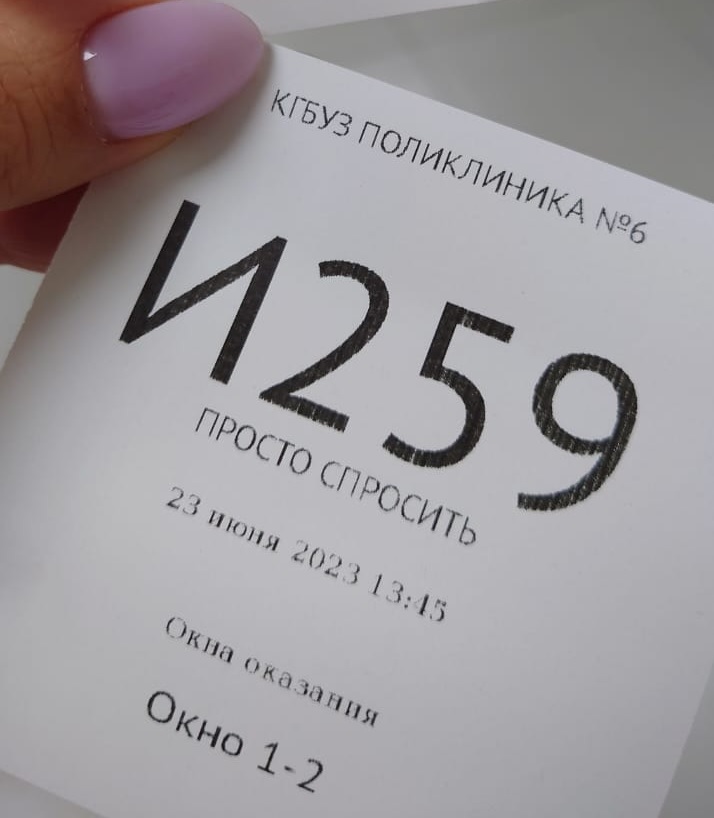 КГБУЗ ПОЛИКЛИНИКА №6
И259
ПРОСТО СПРОСИТЬ
23 июня 2023 13:45
Окна оказания
Окно 1-2